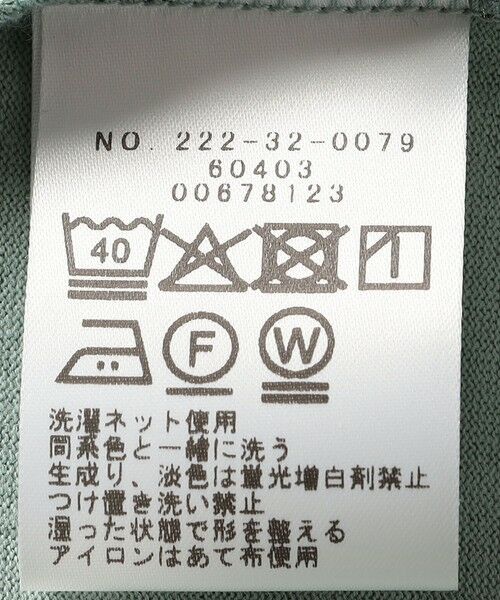 NO. 222-32-0079
60403
00678123
40
F W
洗濯ネット使用
同系色と一緒に洗う
生成り、淡色は蛍光増白剤禁止
つけ置き洗い禁止
湿った状態で形を整える
アイロンはあて布使用